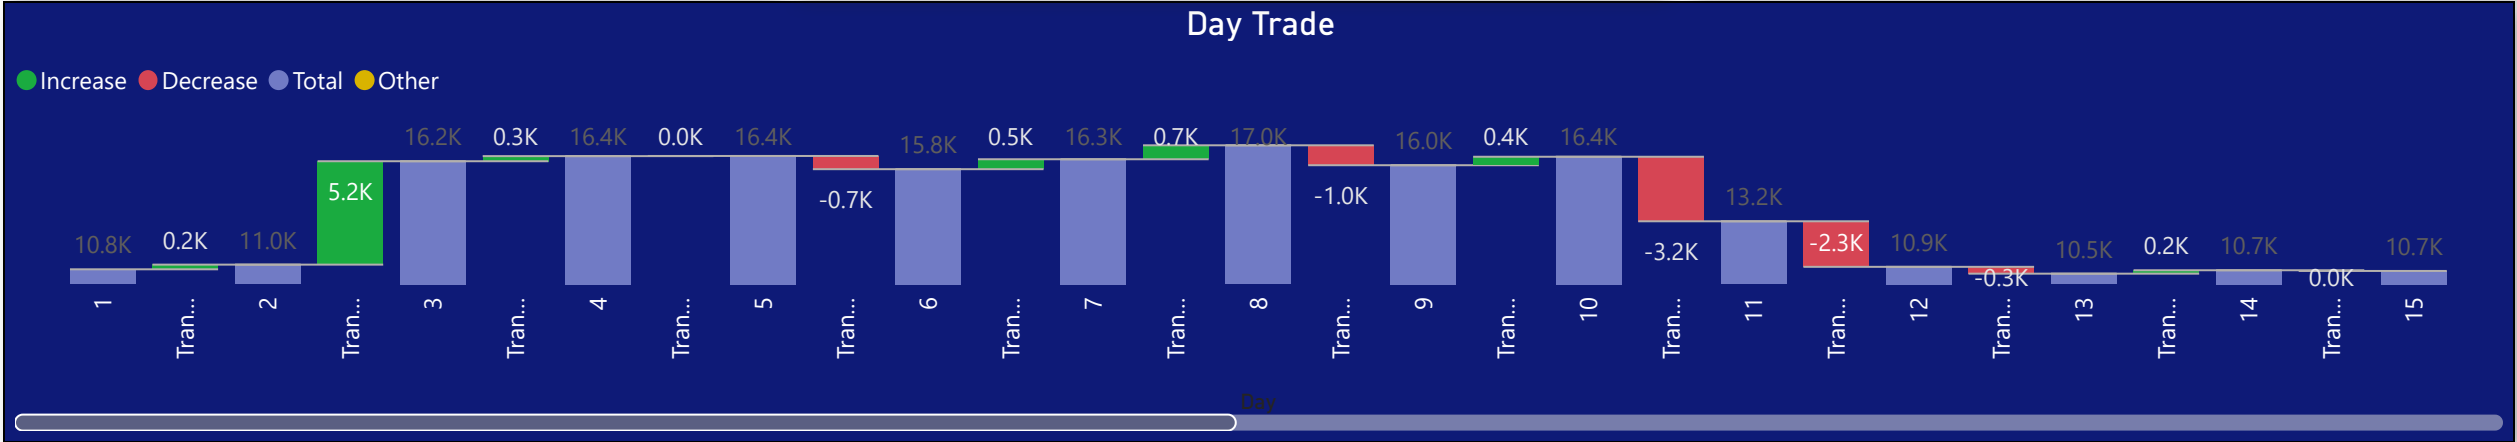 Day Trade
Increase Decrease Total Other
16.2K 0.3K 16.4K 0.0K 16.4K 15.8K 0.5K 16.3K 0.7K 17.0K 16.0K 0.4K 16.4K
5.2K -0.7K -1.0K 13.2K
10.8K 0.2K 11.0K -3.2K -2.3K 10.9K 10.5K 0.2K 10.7K 10.7K
-0.3K 0.0K
1 Tran... 2 Tran... 3 Tran... 4 Tran... 5 Tran... 6 Tran... 7 Tran... 8 Tran... 9 Tran... 10 Tran... 11 Tran... 12 Tran... 13 Tran... 14 Tran... 15
Day